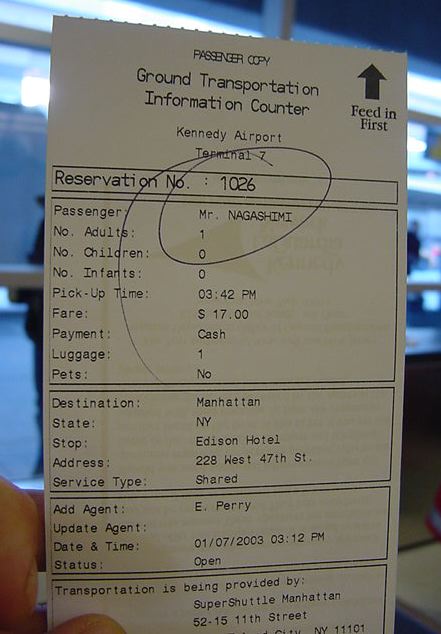 PASSENGER COPY
Ground Transportation
Information Counter
Feed in
First
Kennedy Airport
Terminal 7
Reservation No. : 1026
Passenger: Mr. NAGASHIMI
No. Adults: 1
No. Children: 0
No. Infants: 0
Pick-Up Time: 03:42 PM
Fare: $ 17.00
Payment: Cash
Luggage: 1
Pets: No
Destination: Manhattan
State: NY
Stop: Edison Hotel
Address: 228 West 47th St.
Service Type: Shared
Add Agent: E. Perry
Update Agent:
Date & Time: 01/07/2003 03:12 PM
Status: Open
Transportation is being provided by:
SuperShuttle Manhattan
52-15 11th Street
City, NY 11101